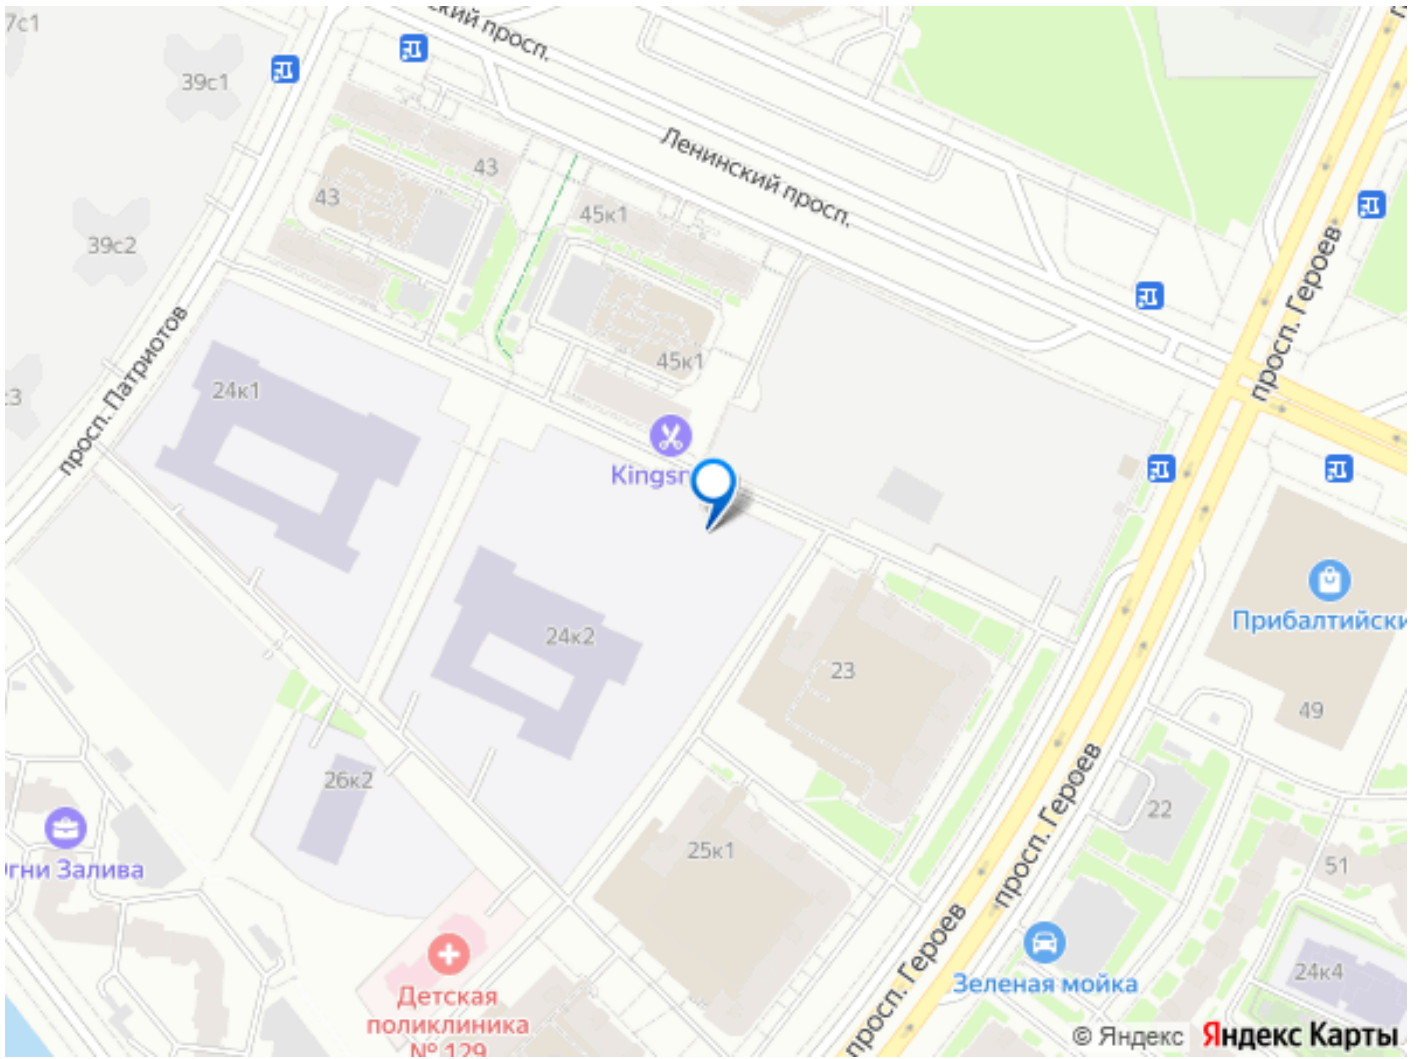 7с1
ский просп.
39с1
Ленинский просп.
43
43
45к1
39с2
просп. Героев
просп. Патриотов
45к1
24к1
Kingsr
Прибалтийски
24к2
23
49
26к2
22
просп. Героев
25к1
гни Залива
51
просп. Героев
Зеленая мойка
24к4
Детская
поликлиника
№ 129
© Яндекс Яндекс Карты